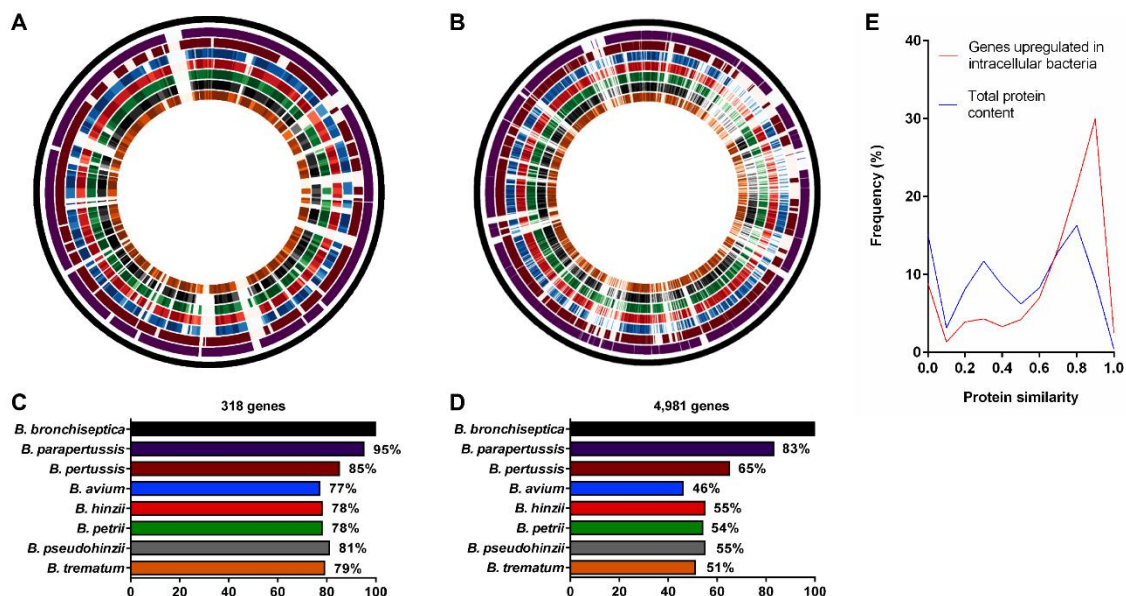 A
B
E
40
30
20
10
0
Frequency (%)
Genes upregulated in
intracellular bacteria
Total protein
content
0.0 0.2 0.4 0.6 0.8 1.0
Protein similarity
C
318 genes
B. bronchiseptica
B. parapertussis 95%
B. pertussis 85%
B. avium 77%
B. hinzii 78%
B. petrii 78%
B. pseudohinzii 81%
B. trematum 79%
0 20 40 60 80 100
D
4,981 genes
B. bronchiseptica
B. parapertussis 83%
B. pertussis 65%
B. avium 46%
B. hinzii 55%
B. petrii 54%
B. pseudohinzii 55%
B. trematum 51%
0 20 40 60 80 100